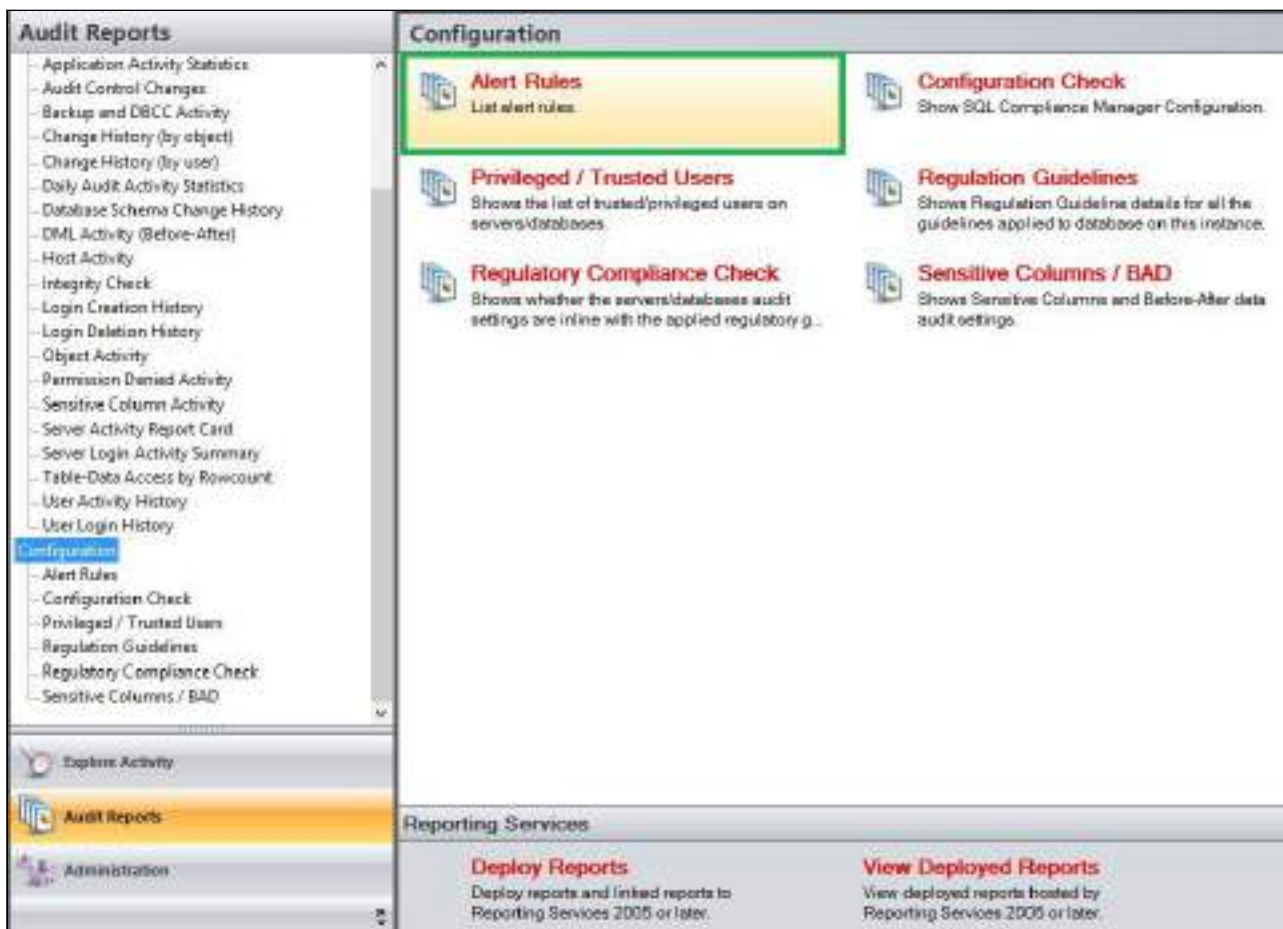 Audit Reports
Application Activity Statistics
Audit Control Changes
Backup and DBCC Activity
Change History (by object)
Change History (by user)
Daily Audit Activity Statistics
Database Schema Change History
DML Activity (Before-After)
Host Activity
Integrity Check
Login Creation History
Login Deletion History
Object Activity
Permission Denied Activity
Sensitive Column Activity
Server Activity Report Card
Server Login Activity Summary
Table-Data Access by Rowcount
User Activity History
User Login History
Configuration
Alert Rules
Configuration Check
Privileged / Trusted Users
Regulation Guidelines
Regulatory Compliance Check
Sensitive Columns / BAD
Explore Activity
Audit Reports
Administration
Configuration
Alert Rules
List alert rules.
Configuration Check
Show SQL Compliance Manager Configuration.
Privileged / Trusted Users
Shows the list of trusted/privileged users on
servers/databases.
Regulation Guidelines
Shows Regulation Guideline details for all the
guidelines applied to database on this instance.
Regulatory Compliance Check
Shows whether the servers/databases audit
settings are inline with the applied regulatory g...
Sensitive Columns / BAD
Shows Sensitive Columns and Before-After data
audit settings.
Reporting Services
Deploy Reports
Deploy reports and linked reports to
Reporting Services 2005 or later.
View Deployed Reports
View deployed reports hosted by
Reporting Services 2005 or later.